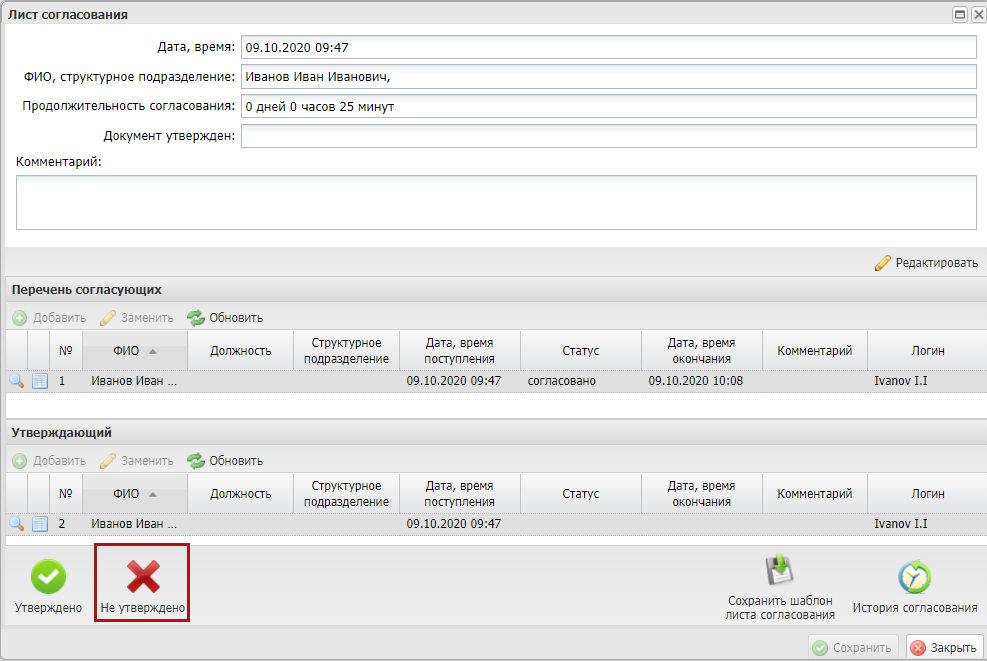 Лист согласования
Дата, время: 09.10.2020 09:47
ФИО, структурное подразделение: Иванов Иван Иванович,
Продолжительность согласования: 0 дней 0 часов 25 минут
Документ утвержден:
Комментарий:
Редактировать
Перечень согласующих
Добавить Заменить Обновить
№ ФИО Должность Структурное подразделение Дата, время поступления Статус Дата, время окончания Комментарий Логин
1 Иванов Иван ... 09.10.2020 09:47 согласовано 09.10.2020 10:08 Ivanov I.I
Утверждающий
Добавить Заменить Обновить
№ ФИО Должность Структурное подразделение Дата, время поступления Статус Дата, время окончания Комментарий Логин
2 Иванов Иван ... 09.10.2020 09:47 Ivanov I.I
Утверждено
Не утверждено
Сохранить шаблон
листа согласования
История согласования
Сохранить Закрыть